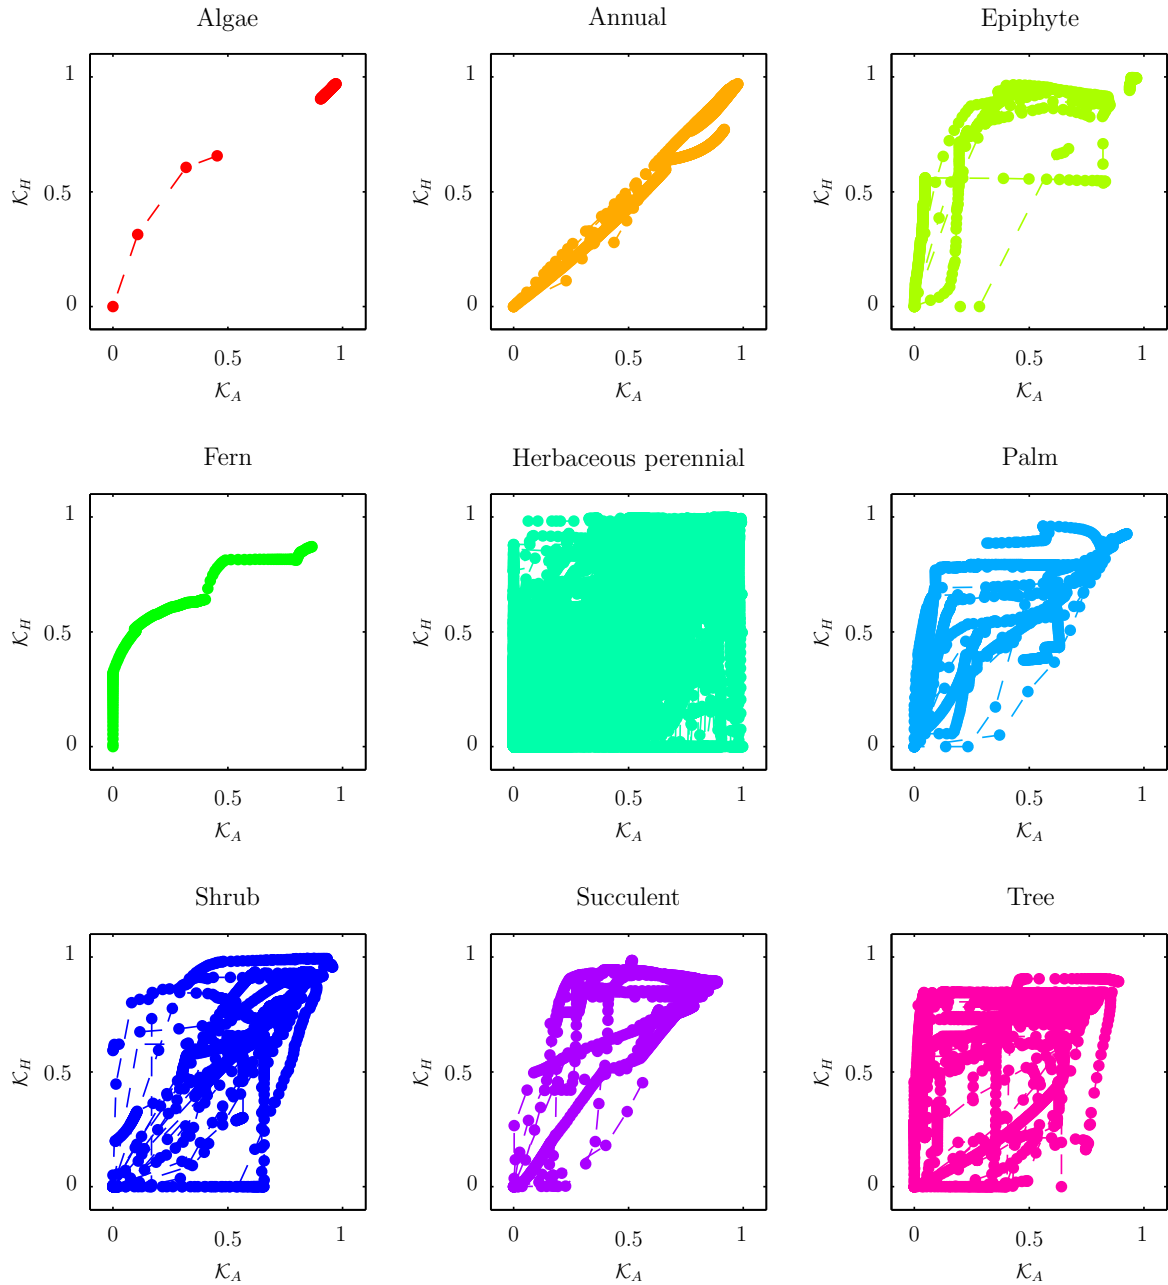 Algae Annual Epiphyte
1 1 1
0.5 0.5 0.5
0 0 0
0 0.5 1 0 0.5 1 0 0.5 1
𝒦_A 𝒦_A 𝒦_A
𝒦_H 𝒦_H 𝒦_H
Fern Herbaceous perennial Palm
1 1 1
0.5 0.5 0.5
0 0 0
0 0.5 1 0 0.5 1 0 0.5 1
𝒦_A 𝒦_A 𝒦_A
𝒦_H 𝒦_H 𝒦_H
Shrub Succulent Tree
1 1 1
0.5 0.5 0.5
0 0 0
0 0.5 1 0 0.5 1 0 0.5 1
𝒦_A 𝒦_A 𝒦_A
𝒦_H 𝒦_H 𝒦_H